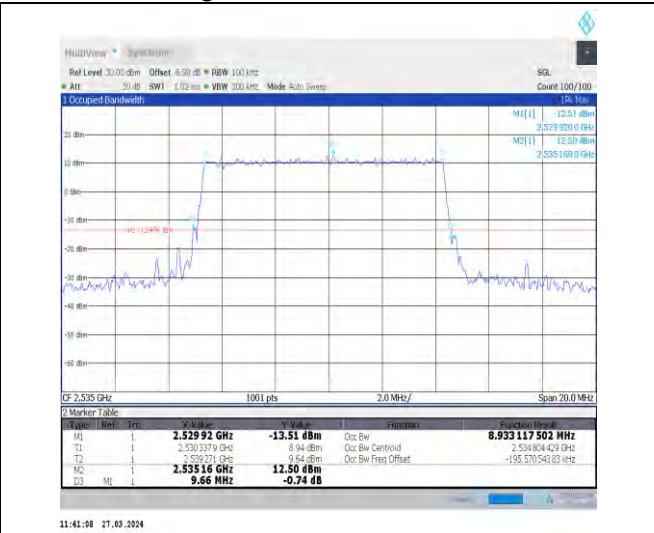 MultiView Spectrum
Ref Level 30.00 dBm Offset 6.98 dB RBW 100 kHz SGL
Att 30 dB SWT 1.02 ms VBW 300 kHz Mode Auto Sweep Count 100/100
1 Occupied Bandwidth 1Pk Max
M1[1] -13.51 dBm
2.529 920 0 GHz
M2[1] 12.50 dBm
2.535 160 0 GHz
20 dBm
10 dBm
0 dBm
-10 dBm
-20 dBm
-30 dBm
-40 dBm
-50 dBm
-60 dBm
CF 2.535 GHz 1001 pts 2.0 MHz/ Span 20.0 MHz
2 Marker Table
Type Ref Trc X-Value Y-Value Function Function Result
M1 1 2.529 92 GHz -13.51 dBm Occ Bw 8.933 117 502 MHz
T1 1 2.530 337 9 GHz 8.94 dBm Occ Bw Centroid 2.534 804 429 GHz
T2 1 2.539 271 GHz 9.64 dBm Occ Bw Freq Offset -195.570 543 83 kHz
M2 1 2.535 16 GHz 12.50 dBm
D3 M1 1 9.66 MHz -0.74 dB
11:41:08 27.03.2024